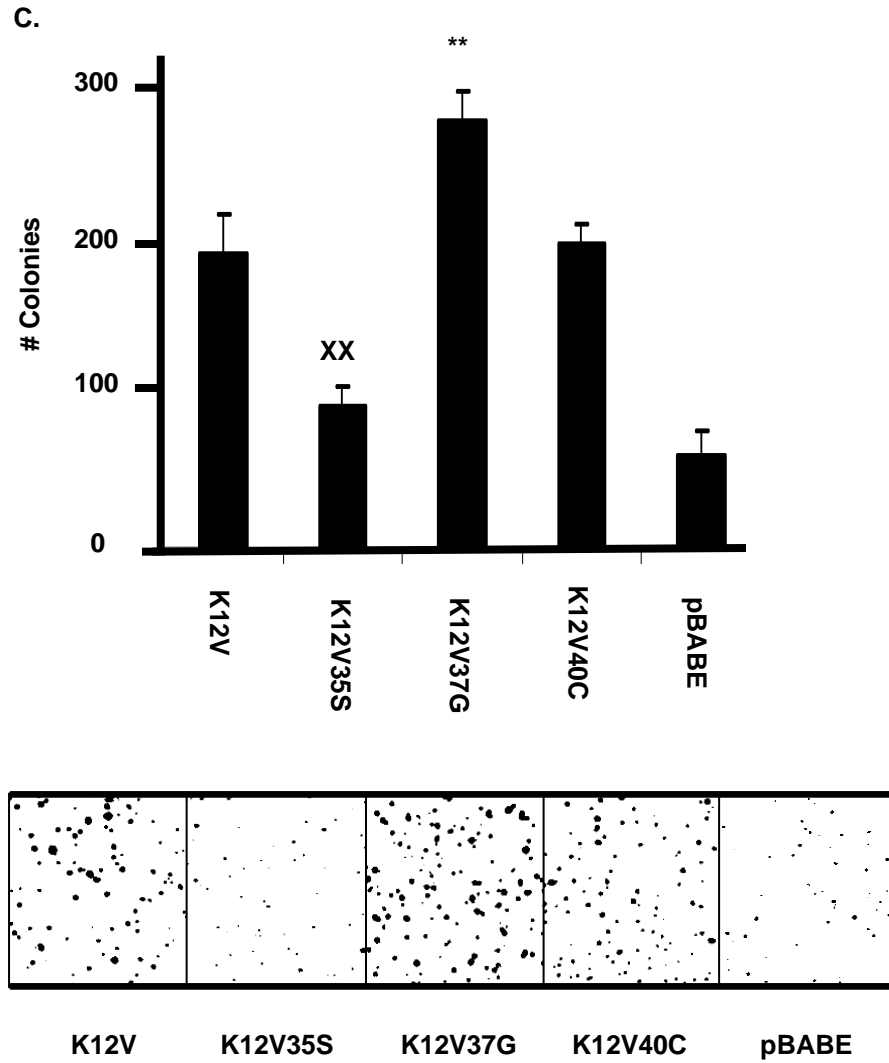 C.
**
300
200
100
0
# Colonies
XX
K12V
K12V35S
K12V37G
K12V40C
pBABE
K12V K12V35S K12V37G K12V40C pBABE